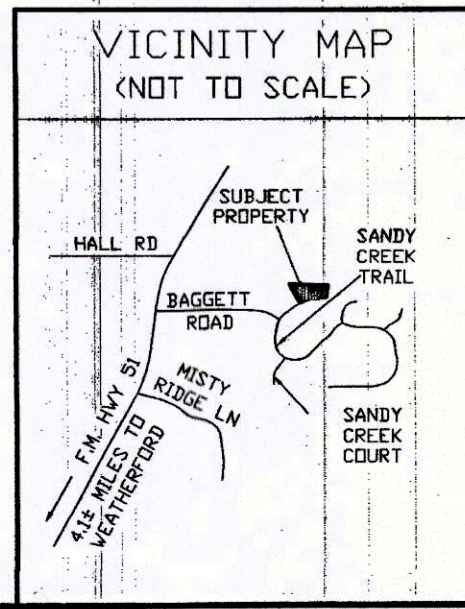 VICINITY MAP
(NOT TO SCALE)
SUBJECT
PROPERTY
HALL RD
SANDY
CREEK
TRAIL
BAGGETT
ROAD
MISTY
RIDGE LN
F.M. HWY 51
4.1± MILES TO
WEATHERFORD
SANDY
CREEK
COURT